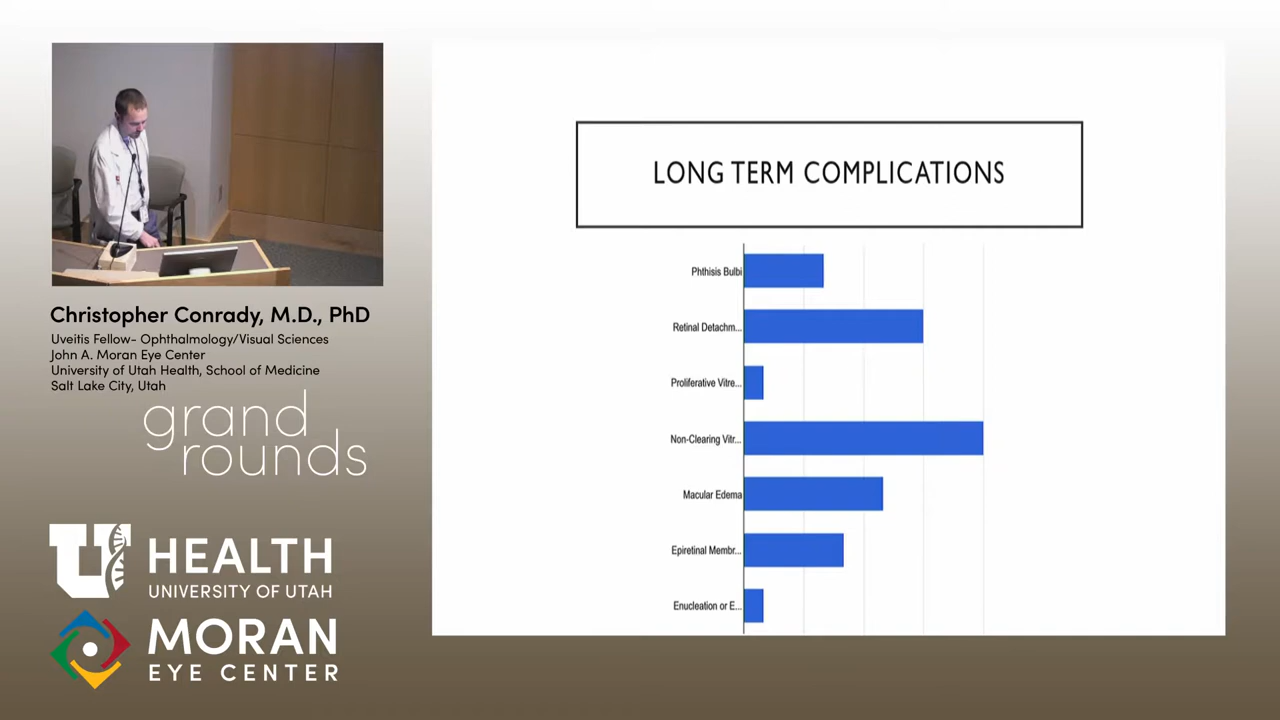 LONG TERM COMPLICATIONS
Phthisis Bulbi
Retinal Detachm...
Proliferative Vitre...
Non-Clearing Vitr...
Macular Edema
Epiretinal Membr...
Enucleation or E...
Christopher Conrady, M.D., PhD
Uveitis Fellow- Ophthalmology/Visual Sciences
John A. Moran Eye Center
University of Utah Health, School of Medicine
Salt Lake City, Utah
grand
rounds
U HEALTH
UNIVERSITY OF UTAH
MORAN
EYE CENTER